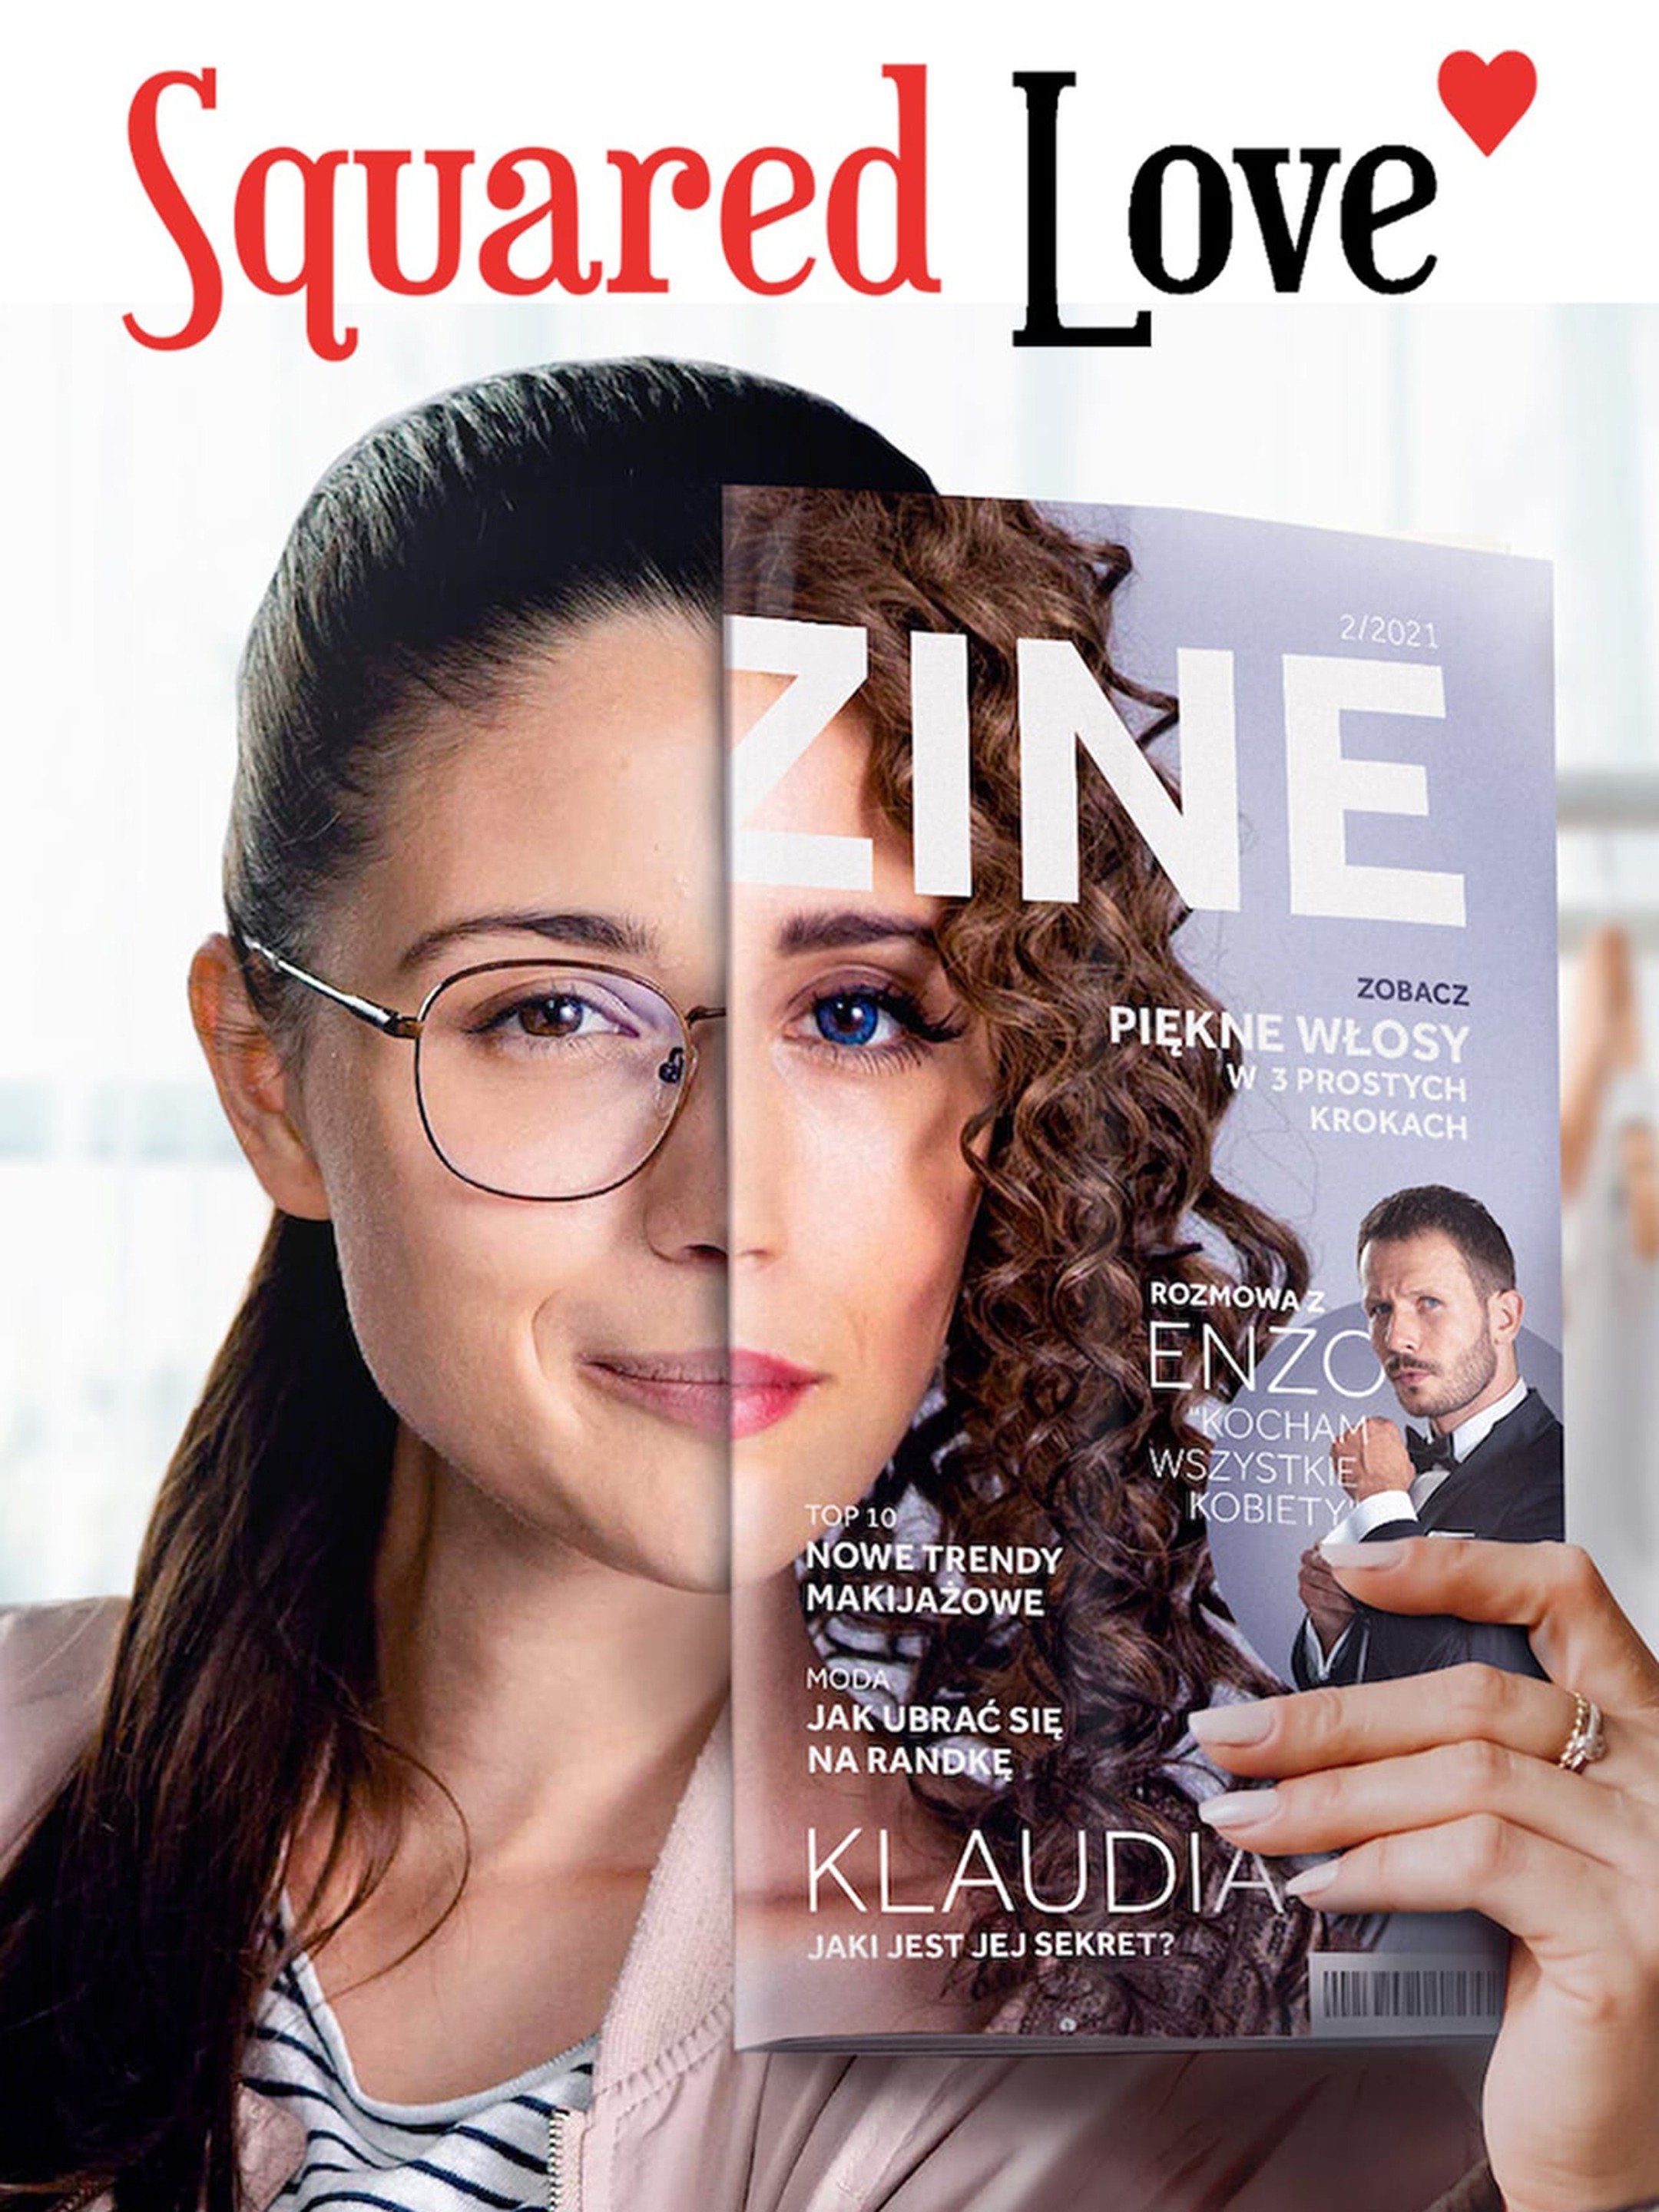 Squared Love
2/2021
ZINE
ZOBACZ
PIĘKNE WŁOSY
W 3 PROSTYCH
KROKACH
ROZMOWA Z
ENZO
"KOCHAM
WSZYSTKIE
KOBIETY"
TOP 10
NOWE TRENDY
MAKIJAŻOWE
MODA
JAK UBRAĆ SIĘ
NA RANDKĘ
KLAUDIA
JAKI JEST JEJ SEKRET?